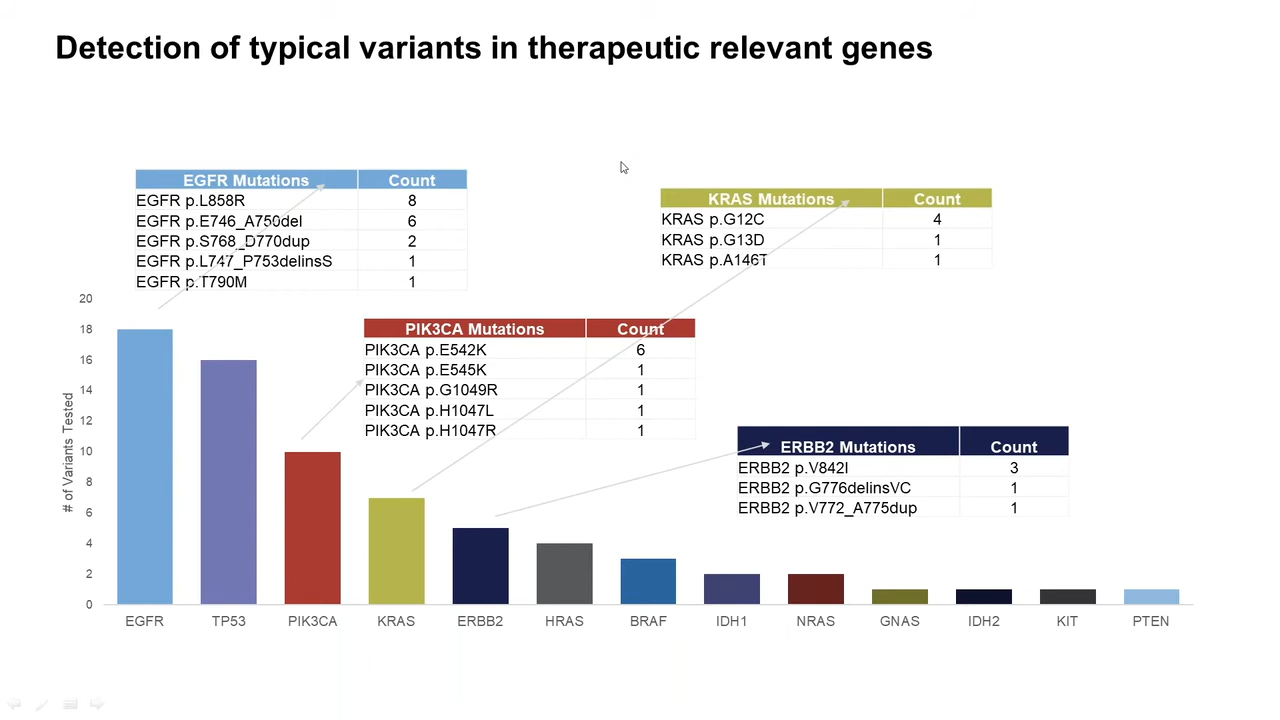 Detection of typical variants in therapeutic relevant genes
EGFR Mutations Count
EGFR p.L858R 8
EGFR p.E746_A750del 6
EGFR p.S768_D770dup 2
EGFR p.L747_P753delinsS 1
EGFR p.T790M 1
KRAS Mutations Count
KRAS p.G12C 4
KRAS p.G13D 1
KRAS p.A146T 1
PIK3CA Mutations Count
PIK3CA p.E542K 6
PIK3CA p.E545K 1
PIK3CA p.G1049R 1
PIK3CA p.H1047L 1
PIK3CA p.H1047R 1
ERBB2 Mutations Count
ERBB2 p.V842I 3
ERBB2 p.G776delinsVC 1
ERBB2 p.V772_A775dup 1
# of Variants Tested
20
18
16
14
12
10
8
6
4
2
0
EGFR TP53 PIK3CA KRAS ERBB2 HRAS BRAF IDH1 NRAS GNAS IDH2 KIT PTEN